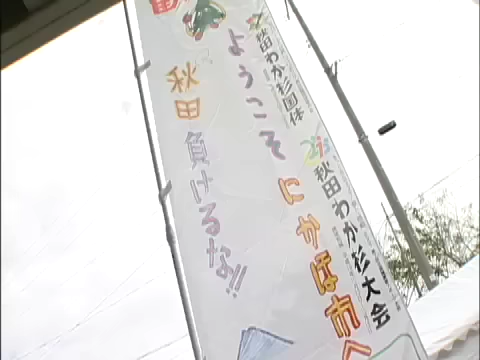 歓
秋田わか杉国体
秋田わか杉大会
ようこそ にかほ市へ
秋田 負けるな!!